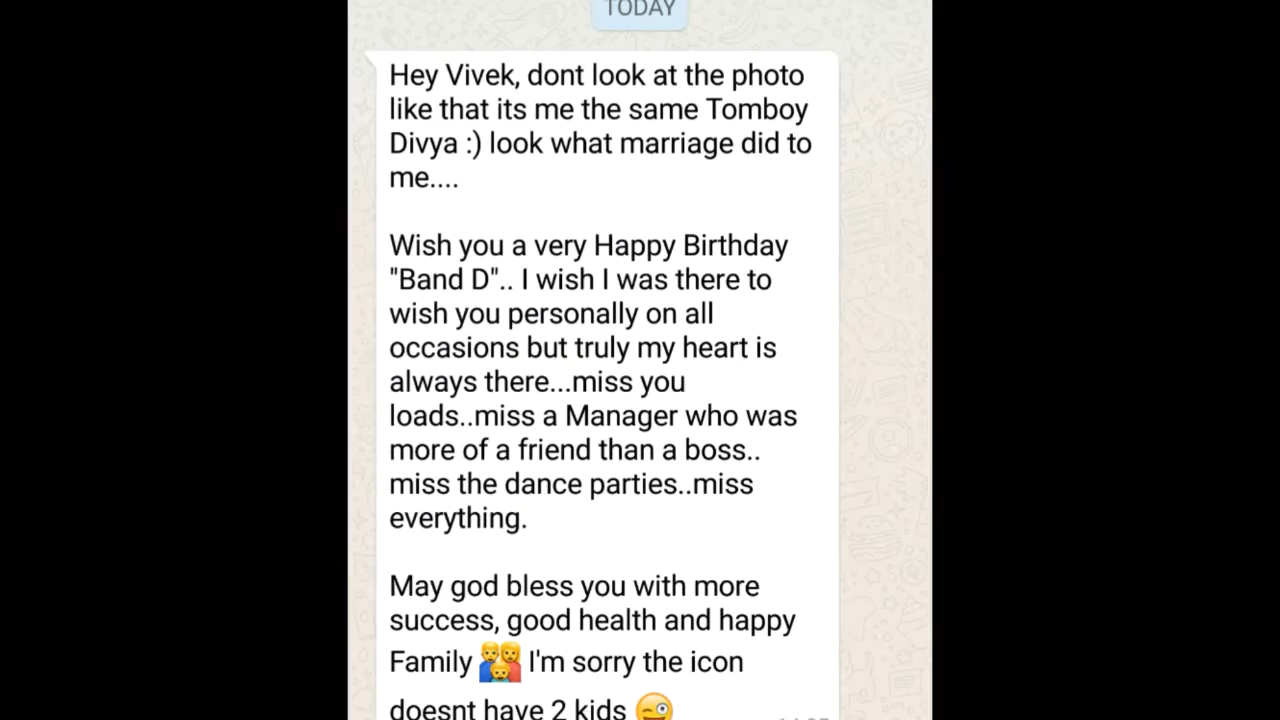 TODAY
Hey Vivek, dont look at the photo
like that its me the same Tomboy
Divya :) look what marriage did to
me....
Wish you a very Happy Birthday
"Band D".. I wish I was there to
wish you personally on all
occasions but truly my heart is
always there...miss you
loads..miss a Manager who was
more of a friend than a boss..
miss the dance parties..miss
everything.
May god bless you with more
success, good health and happy
Family 👨‍👩‍👦 I'm sorry the icon
doesnt have 2 kids 😜